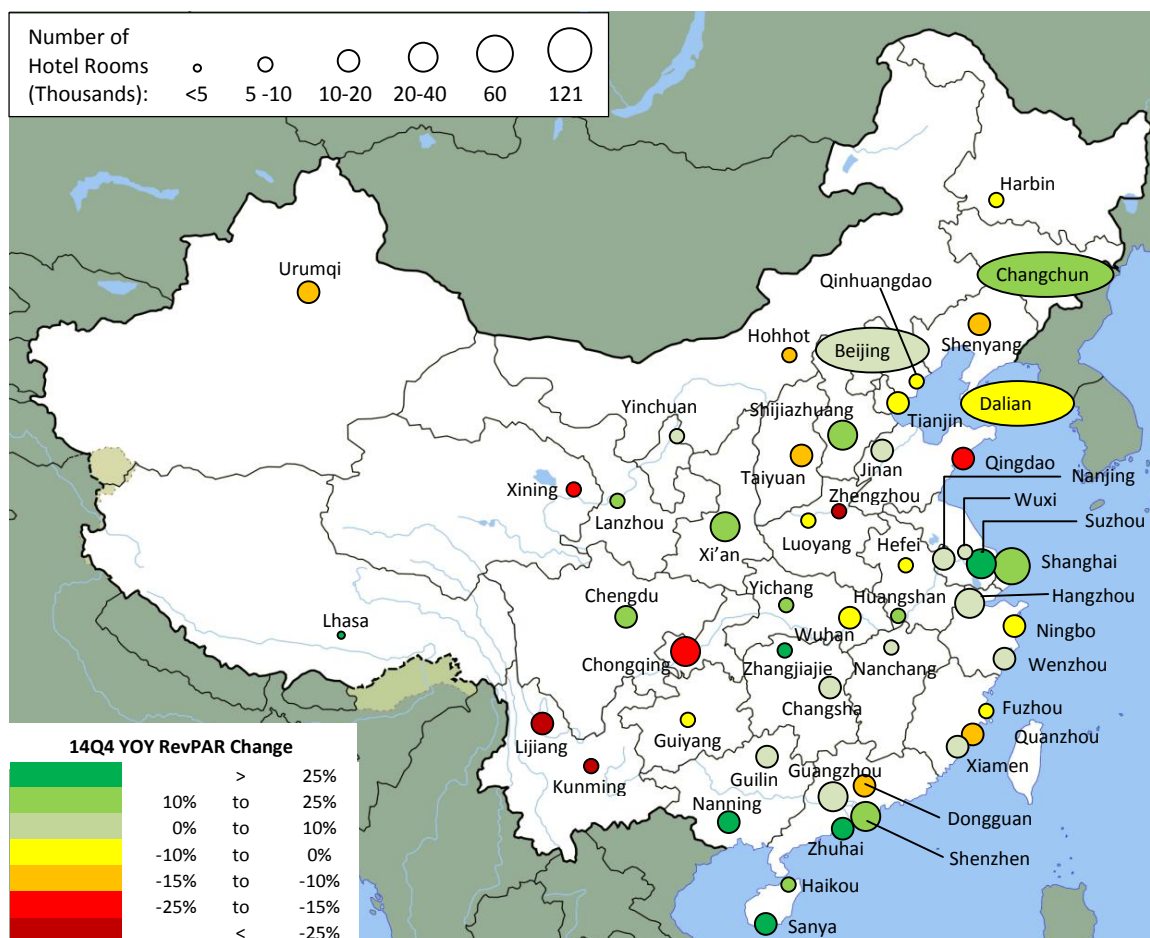 Number of
Hotel Rooms
(Thousands): <5 5 -10 10-20 20-40 60 121
Harbin
Urumqi
Changchun
Qinhuangdao
Hohhot
Beijing
Shenyang
Dalian
Yinchuan
Shijiazhuang
Tianjin
Jinan
Taiyuan
Qingdao
Nanjing
Xining
Zhengzhou
Wuxi
Lanzhou
Suzhou
Xi'an
Luoyang
Hefei
Shanghai
Yichang
Huangshan
Hangzhou
Chengdu
Lhasa
Wuhan
Ningbo
Chongqing
Zhangjiajie
Nanchang
Wenzhou
Changsha
Fuzhou
Lijiang
Guiyang
Quanzhou
Kunming
Guilin
Guangzhou
Xiamen
Nanning
Dongguan
Zhuhai
Shenzhen
Haikou
Sanya
14Q4 YOY RevPAR Change
> 25%
10% to 25%
0% to 10%
-10% to 0%
-15% to -10%
-25% to -15%
< -25%